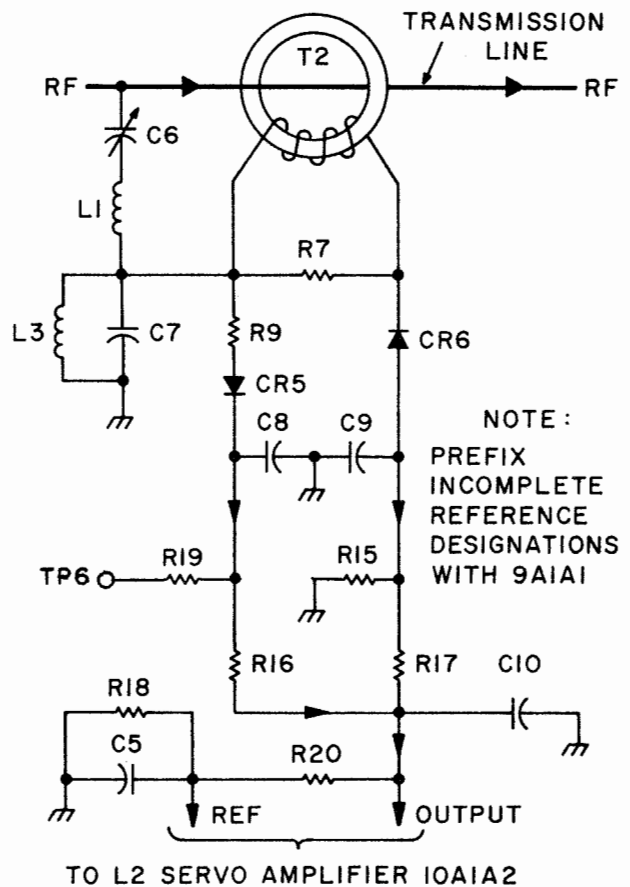 TRANSMISSION
LINE
T2
RF
RF
C6
L1
R7
L3
C7
R9
CR6
CR5
C8
C9
NOTE:
PREFIX
INCOMPLETE
REFERENCE
DESIGNATIONS
WITH 9A1A1
R19
R15
TP6
R16
R17
C10
R18
C5
R20
REF
OUTPUT
TO L2 SERVO AMPLIFIER 10A1A2